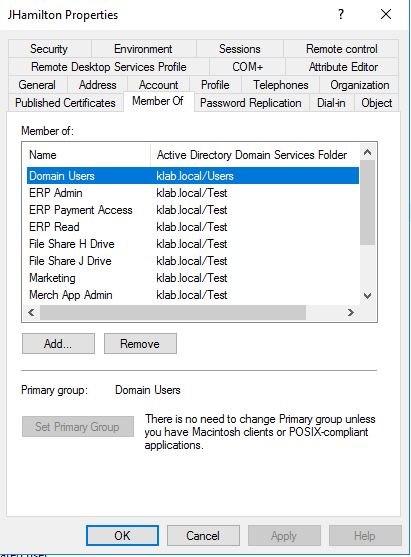 JHamilton Properties
? ×
Security Environment Sessions Remote control
Remote Desktop Services Profile COM+ Attribute Editor
General Address Account Profile Telephones Organization
Published Certificates Member Of Password Replication Dial-in Object
Member of:
Name Active Directory Domain Services Folder
Domain Users klab.local/Users
ERP Admin klab.local/Test
ERP Payment Access klab.local/Test
ERP Read klab.local/Test
File Share H Drive klab.local/Test
File Share J Drive klab.local/Test
Marketing klab.local/Test
Merch App Admin klab.local/Test
Add... Remove
Primary group: Domain Users
Set Primary Group
There is no need to change Primary group unless
you have Macintosh clients or POSIX-compliant
applications.
OK Cancel Apply Help